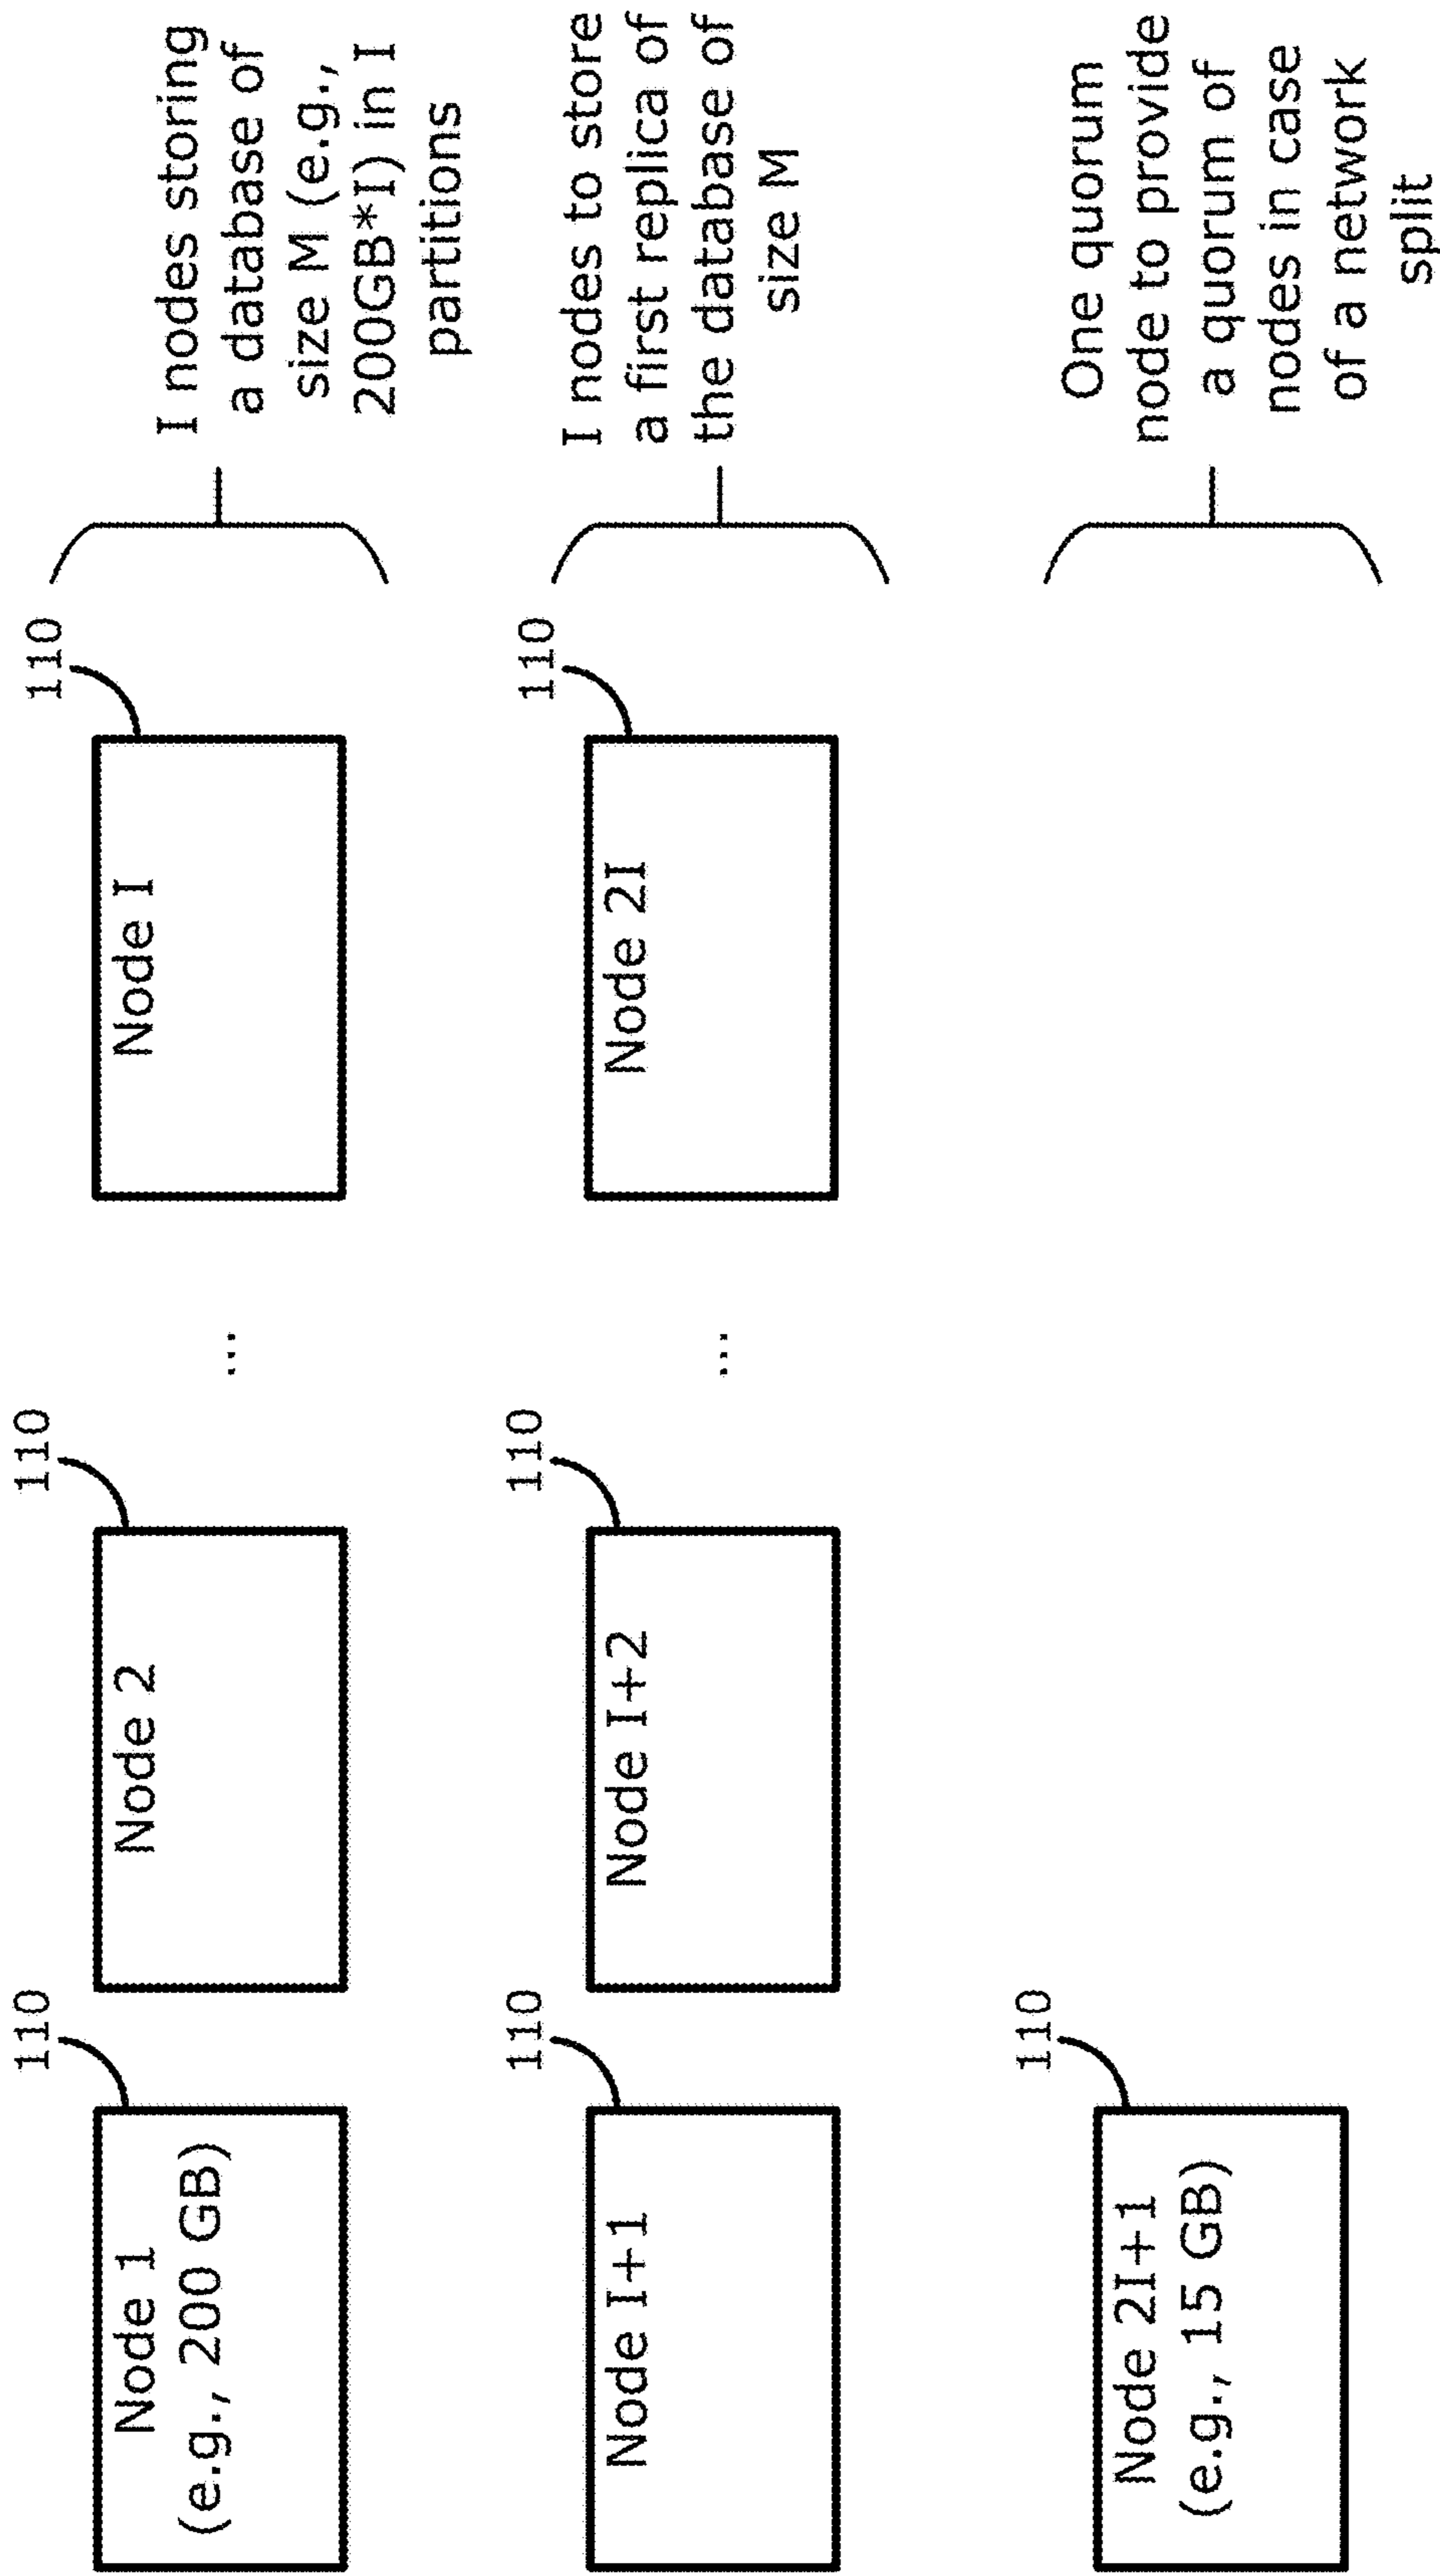 110
Node 1
(e.g., 200 GB)
110
Node 2
...
110
Node I
I nodes storing
a database of
size M (e.g.,
200GB*I) in I
partitions
110
Node I+1
110
Node I+2
...
110
Node 2I
I nodes to store
a first replica of
the database of
size M
110
Node 2I+1
(e.g., 15 GB)
One quorum
node to provide
a quorum of
nodes in case
of a network
split